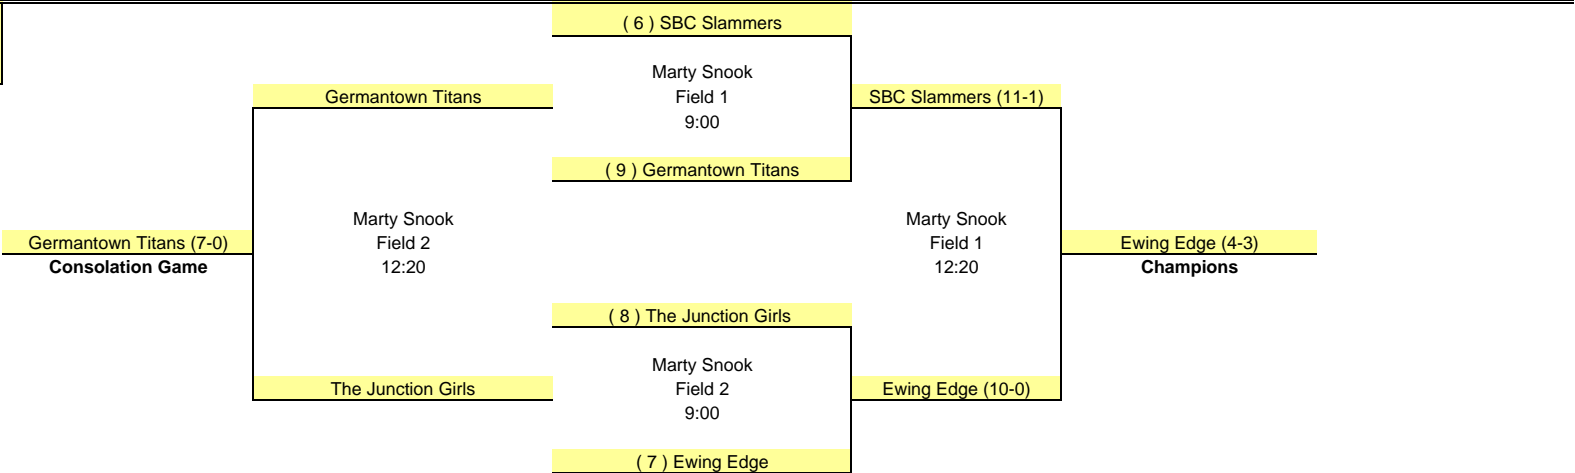 ( 6 ) SBC Slammers
Marty Snook
Germantown Titans
Field 1
SBC Slammers (11-1)
9:00
( 9 ) Germantown Titans
Marty Snook
Marty Snook
Germantown Titans (7-0)
Field 2
Field 1
Ewing Edge (4-3)
Consolation Game
12:20
12:20
Champions
( 8 ) The Junction Girls
Marty Snook
The Junction Girls
Field 2
Ewing Edge (10-0)
9:00
( 7 ) Ewing Edge